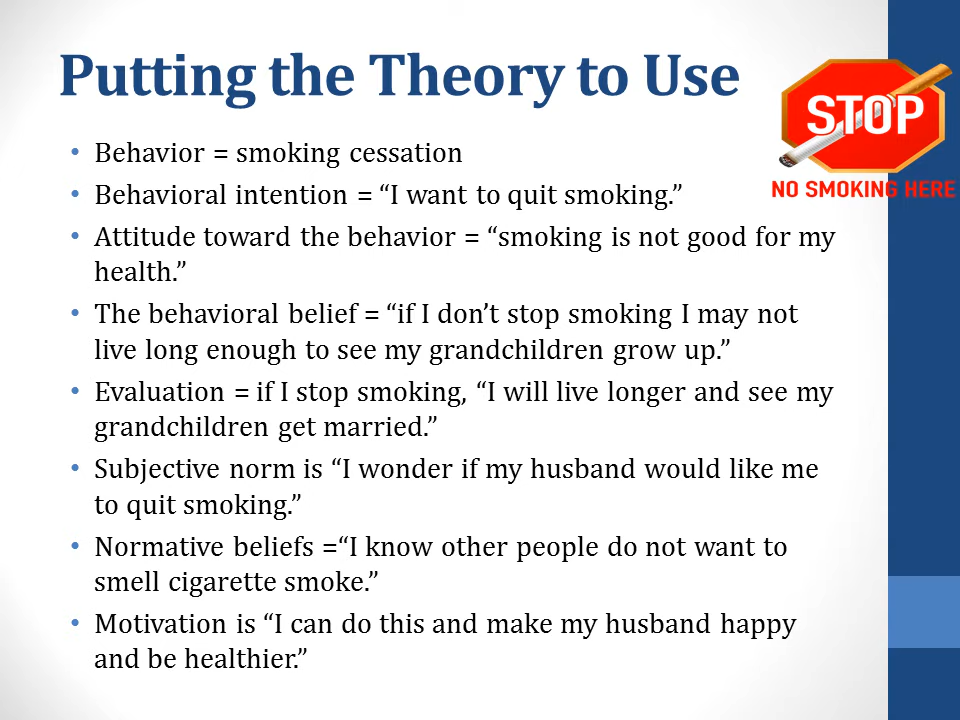 Putting the Theory to Use
STOP
NO SMOKING HERE
• Behavior = smoking cessation
• Behavioral intention = “I want to quit smoking.”
• Attitude toward the behavior = “smoking is not good for my
health.”
• The behavioral belief = “if I don’t stop smoking I may not
live long enough to see my grandchildren grow up.”
• Evaluation = if I stop smoking, “I will live longer and see my
grandchildren get married.”
• Subjective norm is “I wonder if my husband would like me
to quit smoking.”
• Normative beliefs =“I know other people do not want to
smell cigarette smoke.”
• Motivation is “I can do this and make my husband happy
and be healthier.”